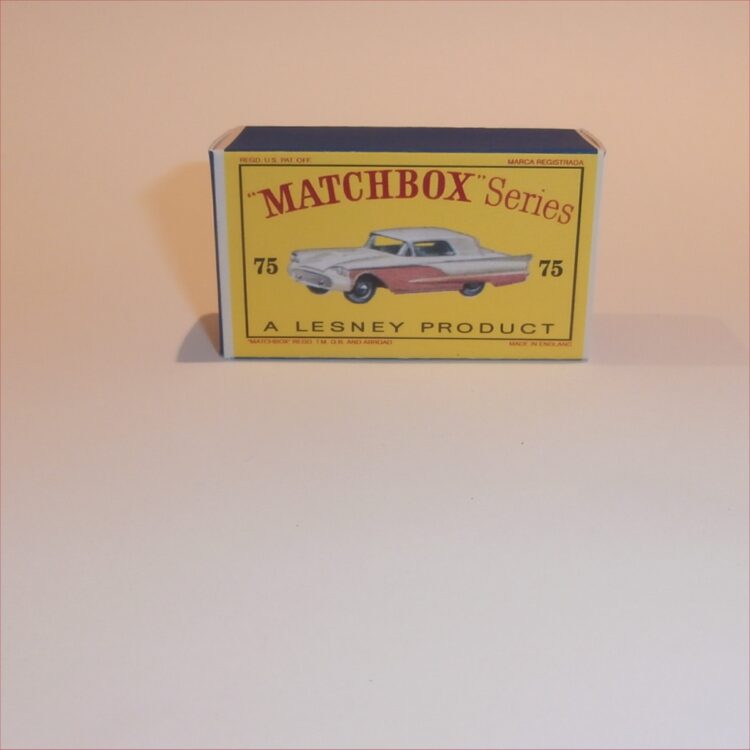 REGD. U.S. PAT. OFF. MARCA REGISTRADA
"MATCHBOX" Series
75 75
A LESNEY PRODUCT
"MATCHBOX" REGD. T.M. G.B. AND ABROAD MADE IN ENGLAND